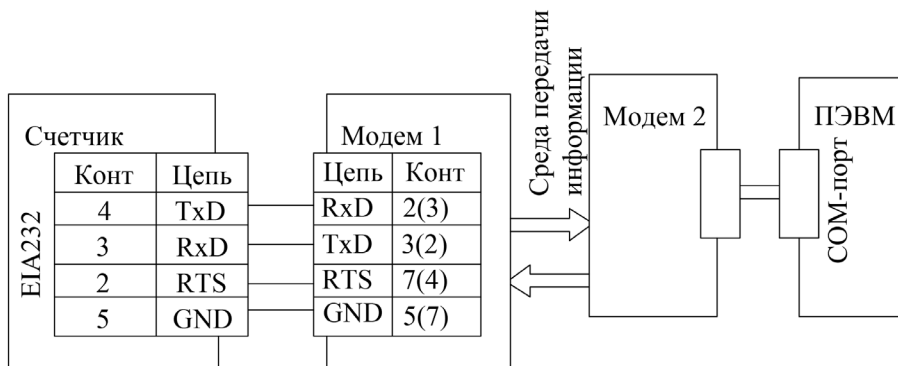 Счетчик
EIA232
Конт Цепь
4 TxD
3 RxD
2 RTS
5 GND
Модем 1
Цепь Конт
RxD 2(3)
TxD 3(2)
RTS 7(4)
GND 5(7)
Среда передачи
информации
Модем 2
ПЭВМ
COM-порт